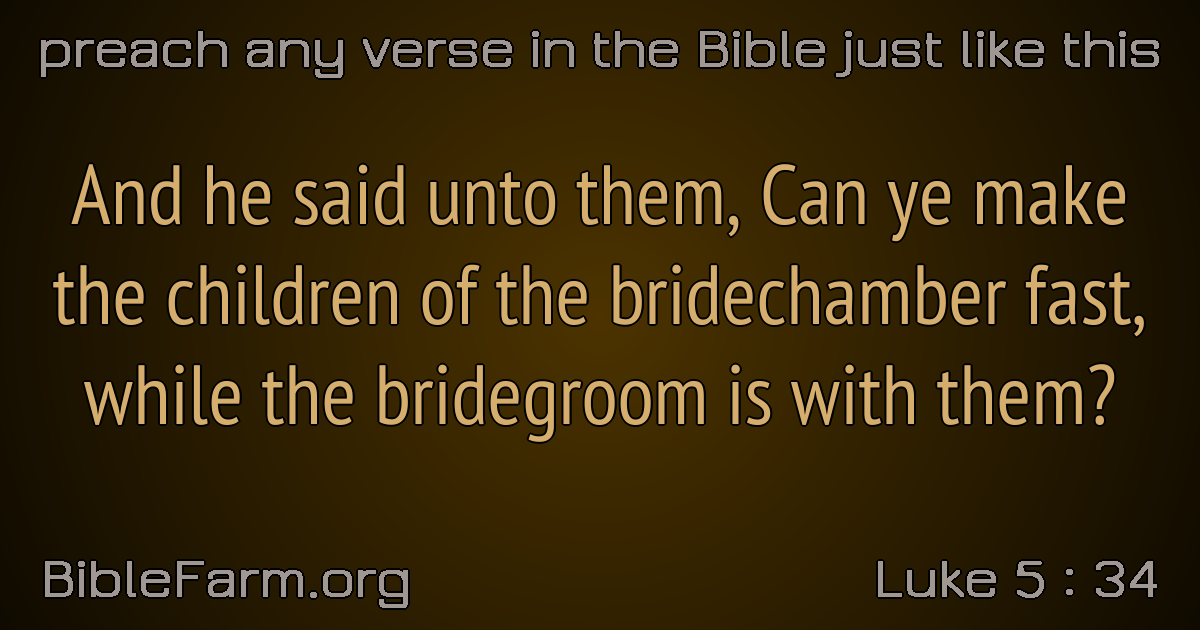 preach any verse in the Bible just like this
And he said unto them, Can ye make
the children of the bridechamber fast,
while the bridegroom is with them?
BibleFarm.org
Luke 5 : 34